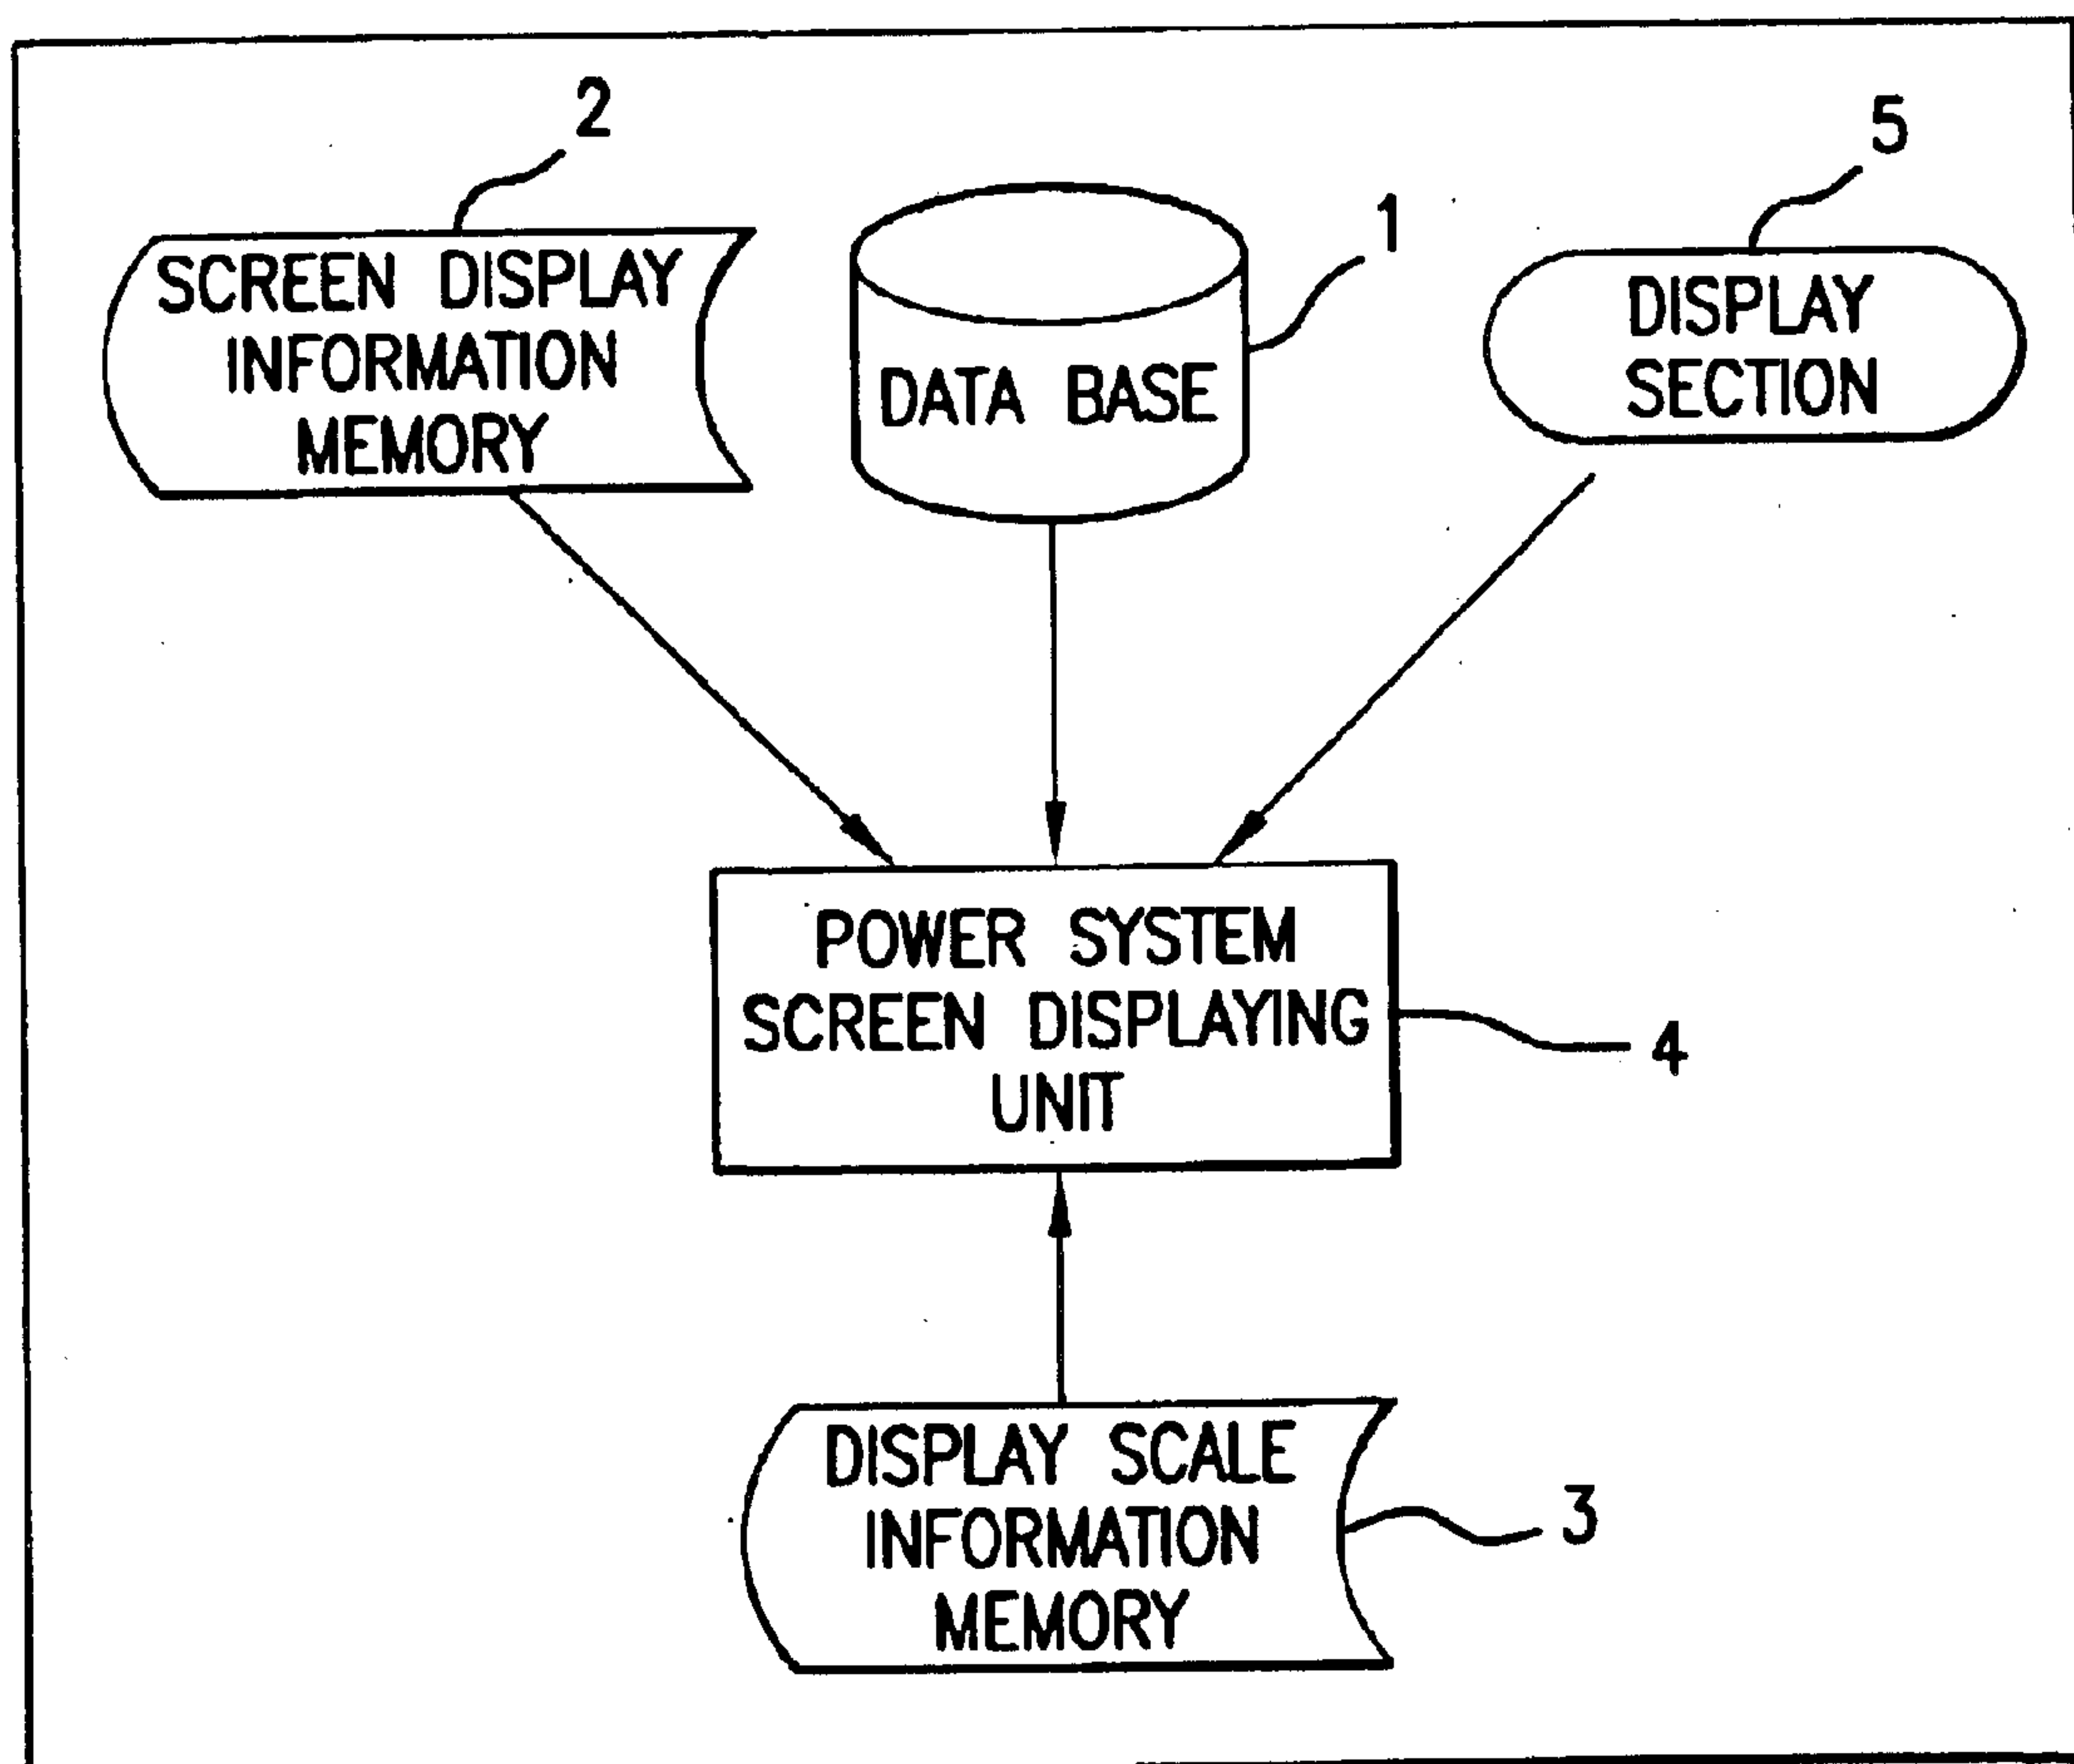 2
SCREEN DISPLAY
INFORMATION
MEMORY
1
DATA BASE
5
DISPLAY
SECTION
POWER SYSTEM
SCREEN DISPLAYING
UNIT
4
DISPLAY SCALE
INFORMATION
MEMORY
3